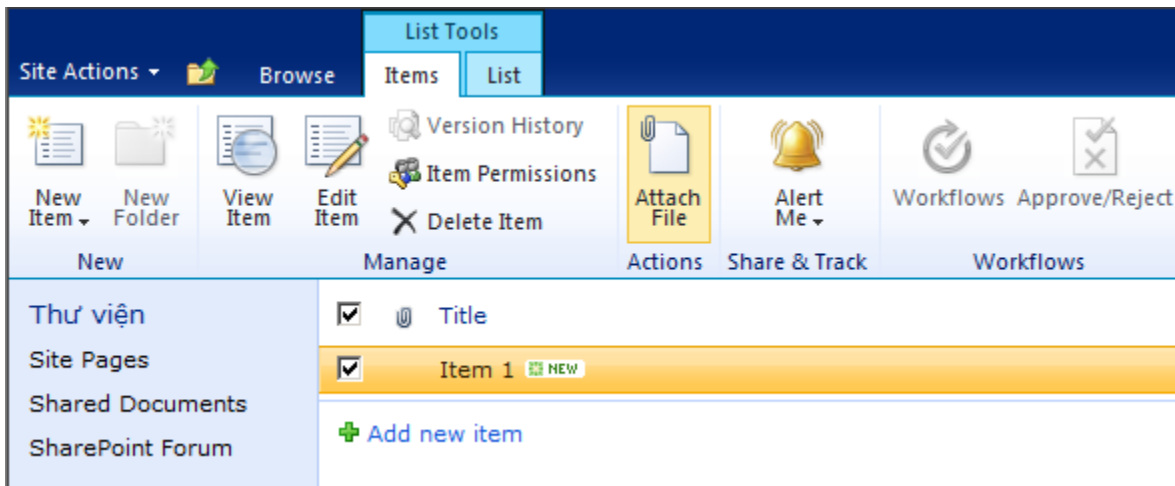 List Tools
Site Actions Browse Items List
New Item New Folder View Item Edit Item Version History Item Permissions Delete Item Attach File Alert Me Workflows Approve/Reject
New Manage Actions Share & Track Workflows
Thư viện
Site Pages
Shared Documents
SharePoint Forum
Title
Item 1 NEW
Add new item